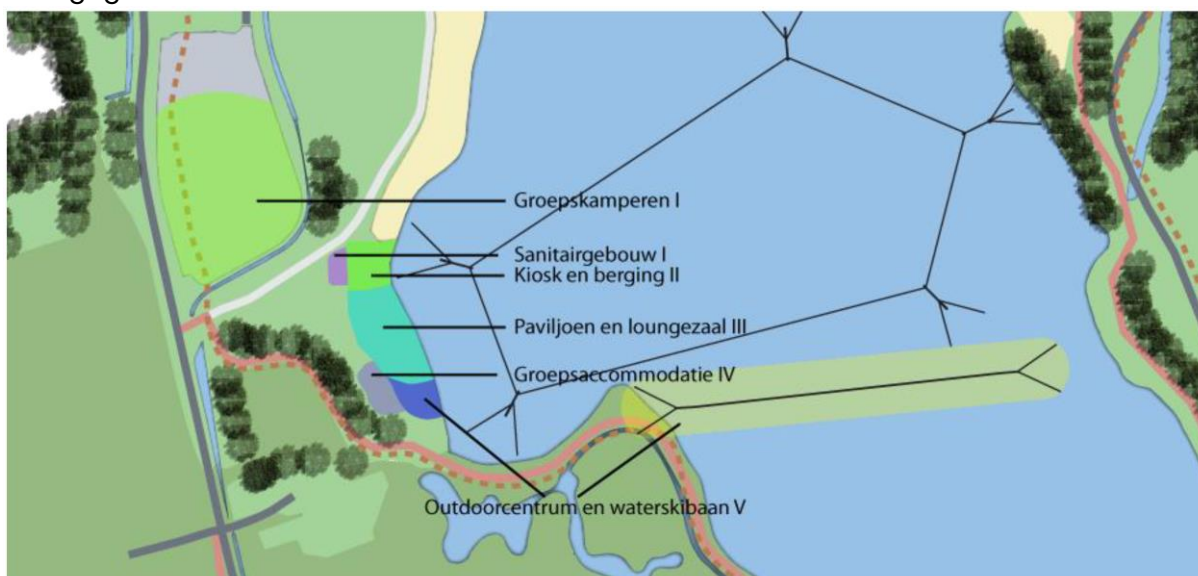 Groepskamperen I
Sanitairgebouw I
Kiosk en berging II
Paviljoen en loungezaal III
Groepsaccommodatie IV
Outdoorcentrum en waterskibaan V